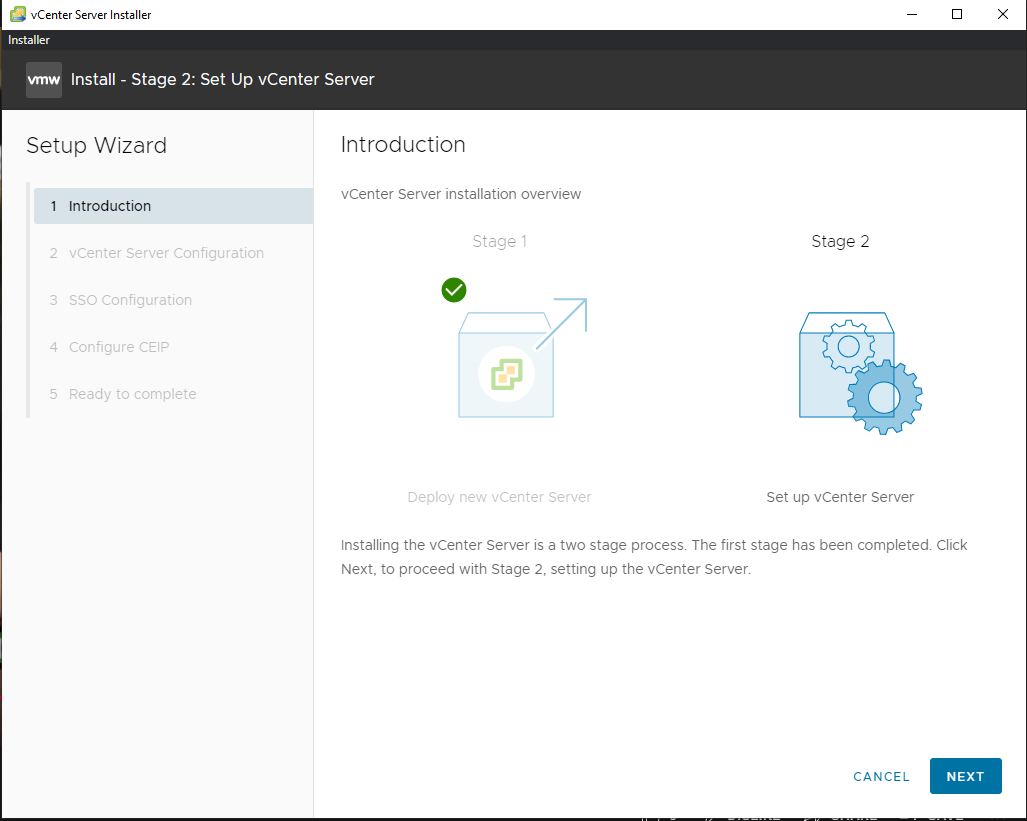 vCenter Server Installer
Installer
vmw Install - Stage 2: Set Up vCenter Server
Setup Wizard
1 Introduction
2 vCenter Server Configuration
3 SSO Configuration
4 Configure CEIP
5 Ready to complete
Introduction
vCenter Server installation overview
Stage 1
Stage 2
Deploy new vCenter Server
Set up vCenter Server
Installing the vCenter Server is a two stage process. The first stage has been completed. Click
Next, to proceed with Stage 2, setting up the vCenter Server.
CANCEL
NEXT